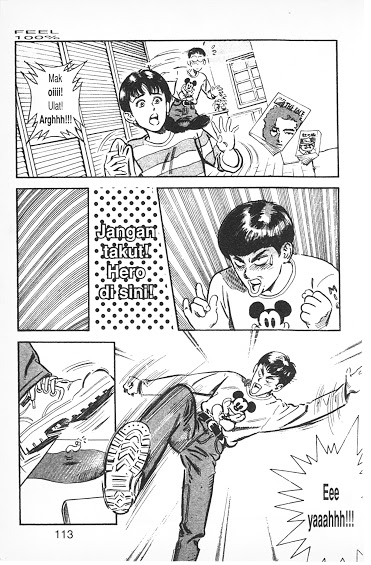 FEEL
100%
Mak
oiiii!
Ulat!
Arghhh!!!
Jangan
takut!
Hero
di sini!
Eee
yaaahhh!!!
113